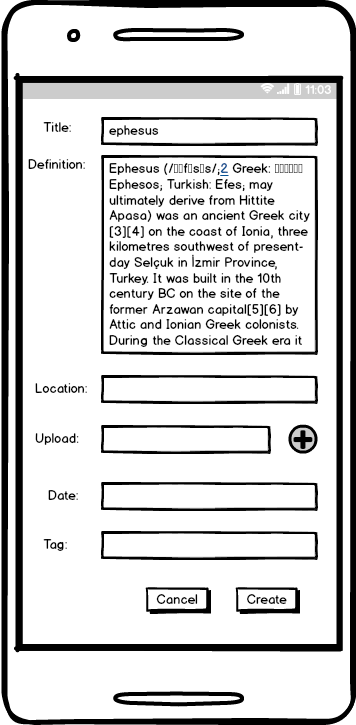 11:03
Title: ephesus
Definition: Ephesus (/▯▯f▯s▯s/;2 Greek: ▯▯▯▯▯▯
Ephesos; Turkish: Efes; may
ultimately derive from Hittite
Apasa) was an ancient Greek city
[3][4] on the coast of Ionia, three
kilometres southwest of present-
day Selçuk in İzmir Province,
Turkey. It was built in the 10th
century BC on the site of the
former Arzawan capital[5][6] by
Attic and Ionian Greek colonists.
During the Classical Greek era it
Location:
Upload:
Date:
Tag:
Cancel Create